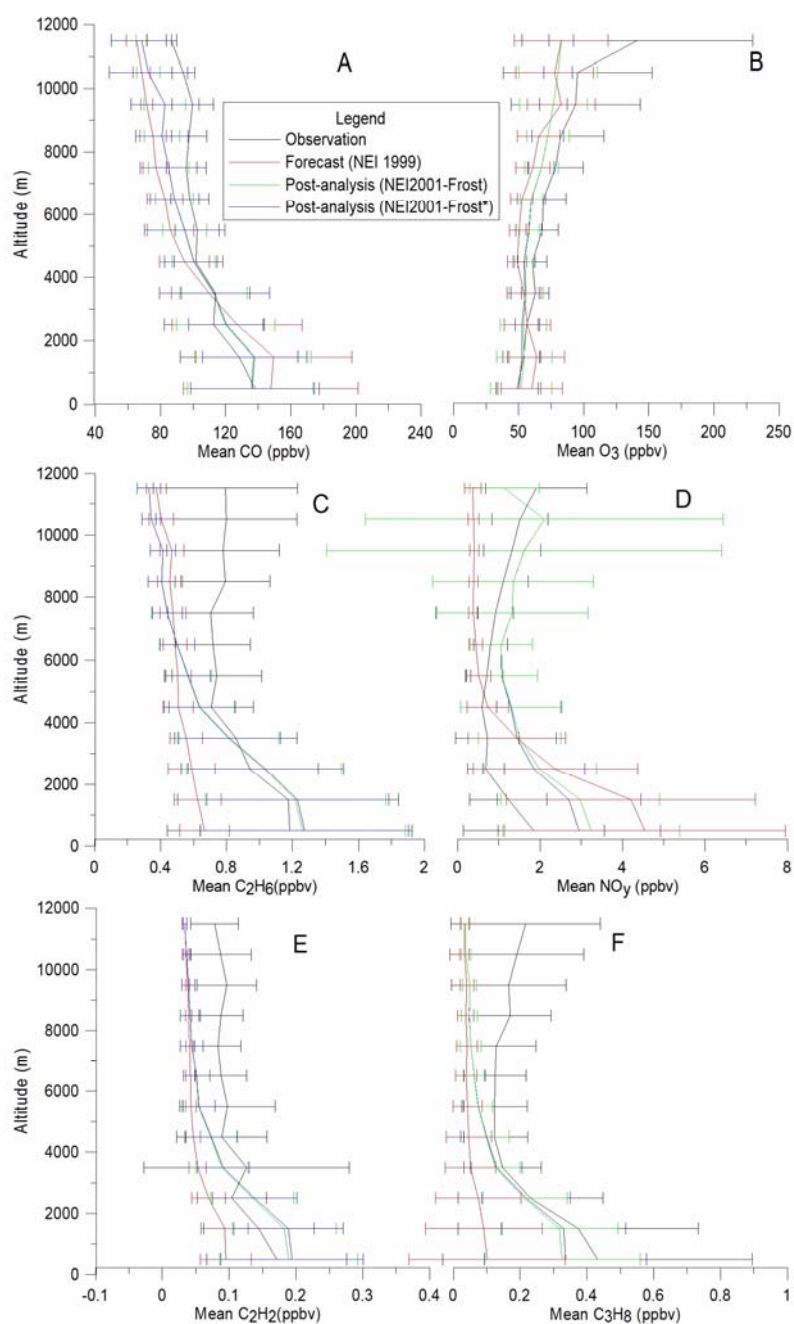 12000
10000
8000
6000
4000
2000
0
Altitude (m)
A
40
80
120
160
200
240
Mean CO (ppbv)
B
0
50
100
150
200
250
Mean O3 (ppbv)
Legend
Observation
Forecast (NEI 1999)
Post-analysis (NEI2001-Frost)
Post-analysis (NEI2001-Frost*)
12000
10000
8000
6000
4000
2000
0
Altitude (m)
C
0
0.4
0.8
1.2
1.6
2
Mean C2H6(ppbv)
D
0
2
4
6
8
Mean NOy (ppbv)
12000
10000
8000
6000
4000
2000
0
Altitude (m)
E
-0.1
0
0.1
0.2
0.3
0.4
Mean C2H2(ppbv)
F
0
0.2
0.4
0.6
0.8
1
Mean C3H8 (ppbv)